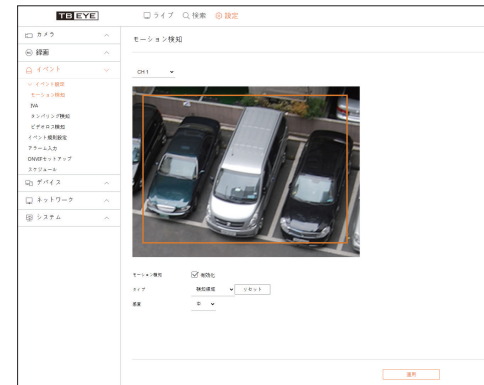 TB EYE
ライブ 検索 設定
カメラ
録画
イベント
イベント設定
モーション検知
IVA
タンパリング検知
ビデオロス検知
イベント規則設定
アラーム入力
ONVIFセットアップ
スケジュール
デバイス
ネットワーク
システム
モーション検知
CH 1
モーション検知 有効化
タイプ 検知領域 リセット
感度 中
適用